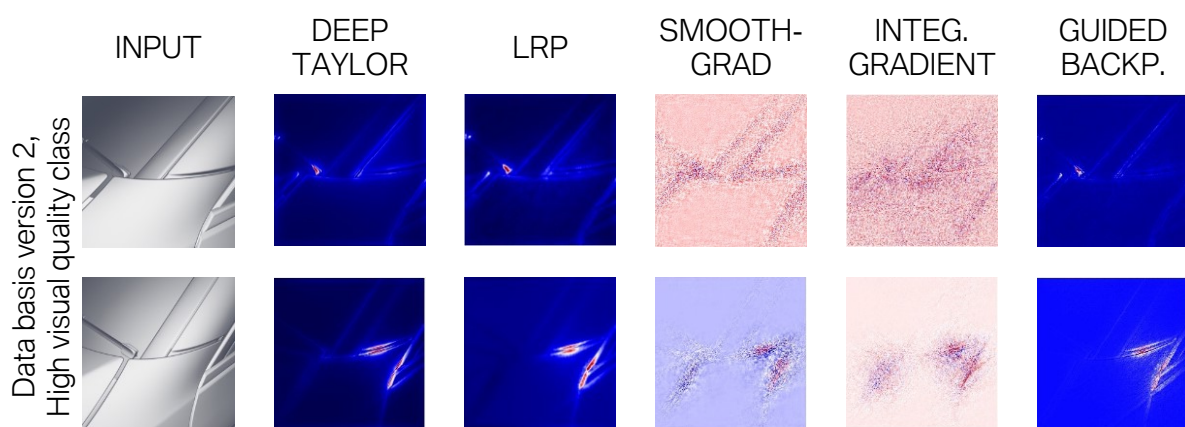 INPUT
DEEP
TAYLOR
LRP
SMOOTH-
GRAD
INTEG.
GRADIENT
GUIDED
BACKP.
Data basis version 2,
High visual quality class